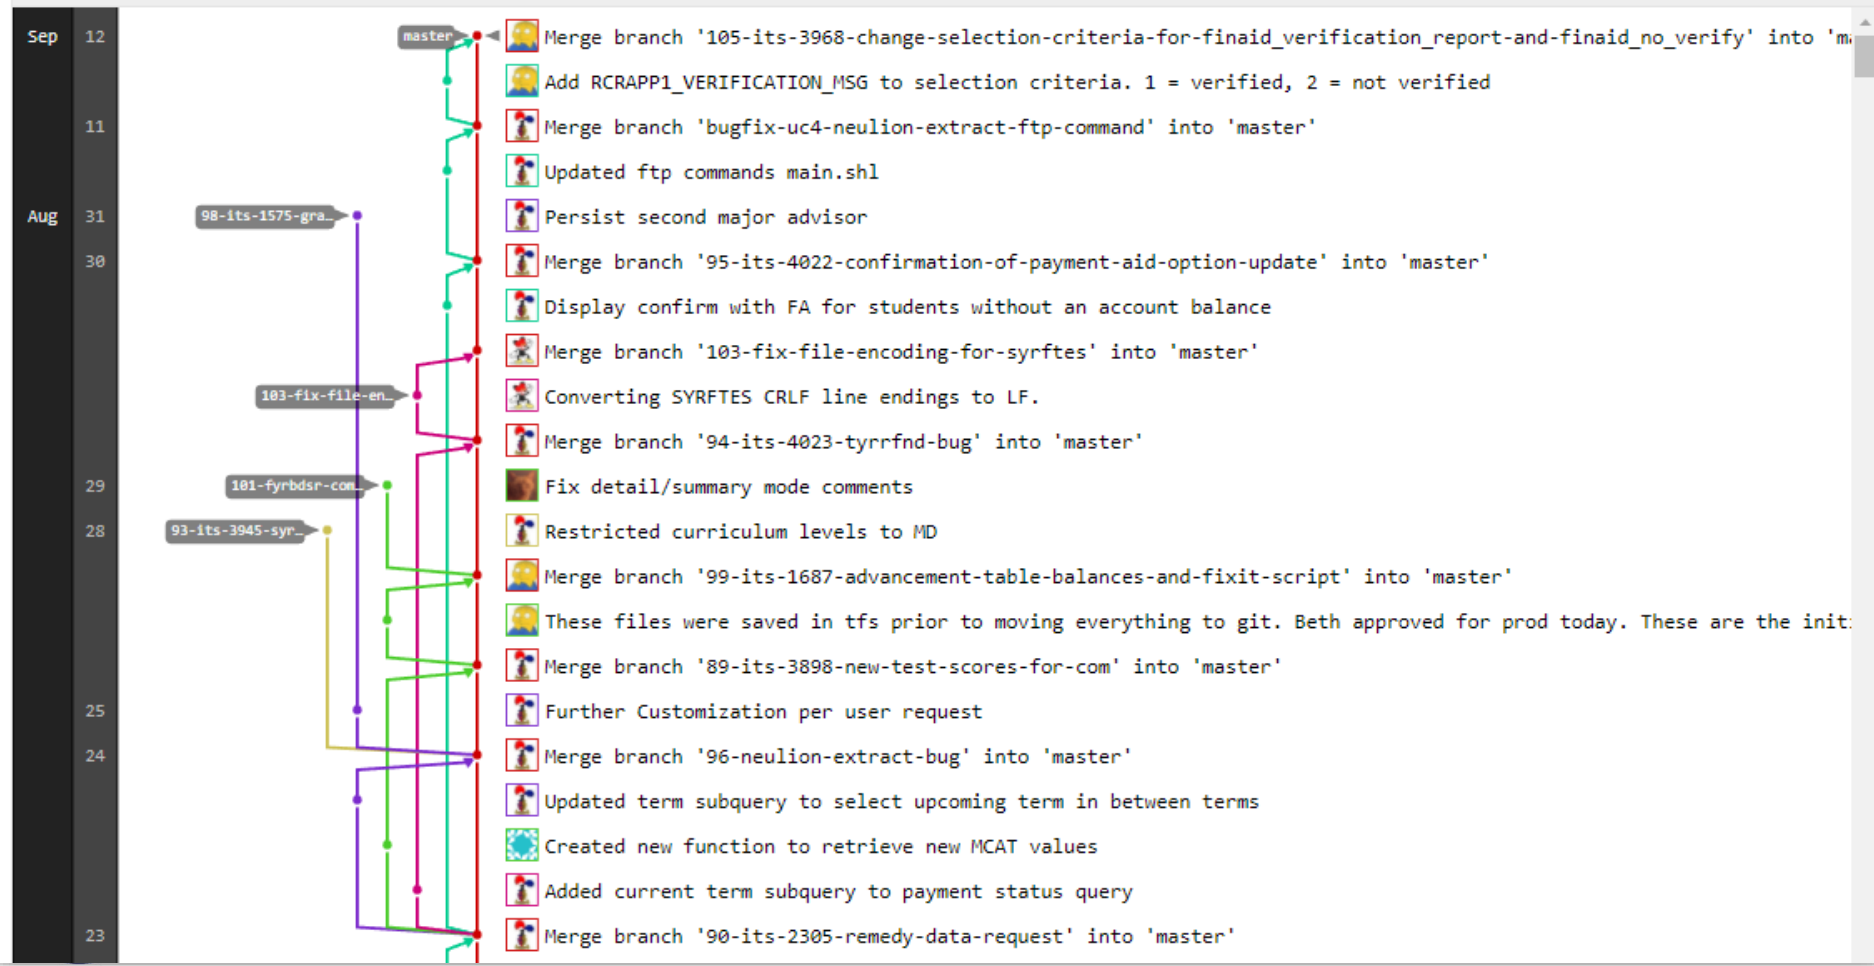 Sep 12 master Merge branch '105-its-3968-change-selection-criteria-for-finaid_verification_report-and-finaid_no_verify' into
Add RCRAPP1_VERIFICATION_MSG to selection criteria. 1 = verified, 2 = not verified
11 Merge branch 'bugfix-uc4-neulion-extract-ftp-command' into 'master'
Updated ftp commands main.shl
Aug 31 98-its-1575-gra… Persist second major advisor
30 Merge branch '95-its-4022-confirmation-of-payment-aid-option-update' into 'master'
Display confirm with FA for students without an account balance
Merge branch '103-fix-file-encoding-for-syrftes' into 'master'
103-fix-file-en… Converting SYRFTES CRLF line endings to LF.
Merge branch '94-its-4023-tyrrfnd-bug' into 'master'
29 101-fyrbdsr-com… Fix detail/summary mode comments
28 93-its-3945-syr… Restricted curriculum levels to MD
Merge branch '99-its-1687-advancement-table-balances-and-fixit-script' into 'master'
These files were saved in tfs prior to moving everything to git. Beth approved for prod today. These are the
Merge branch '89-its-3898-new-test-scores-for-com' into 'master'
25 Further Customization per user request
24 Merge branch '96-neulion-extract-bug' into 'master'
Updated term subquery to select upcoming term in between terms
Created new function to retrieve new MCAT values
Added current term subquery to payment status query
23 Merge branch '90-its-2305-remedy-data-request' into 'master'